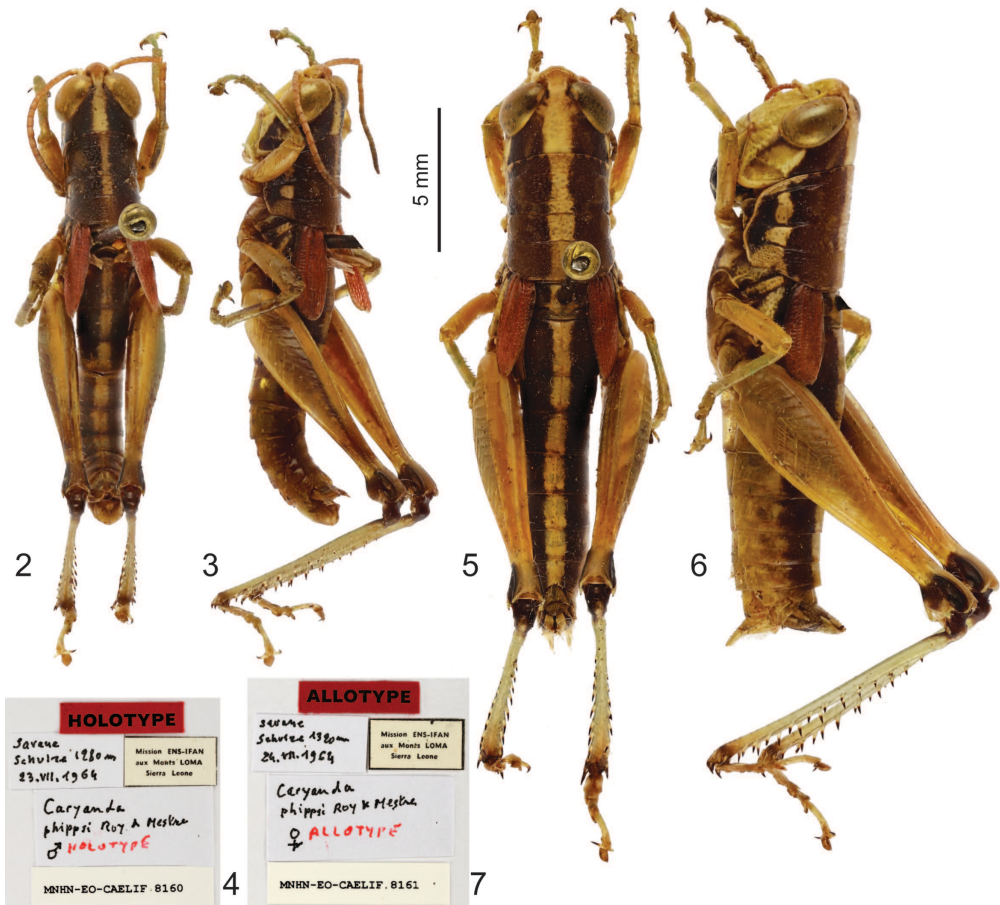 2
3
5 mm
5
6
HOLOTYPE
Savane
Schulze 1280 m
23.VII.1964
Mission ENS-IFAN
aux Monts LOMA
Sierra Leone
Caryanda
phippsi Roy & Mestre
♂ HOLOTYPE
MNHN-EO-CAELIF.8160
4
ALLOTYPE
savane
Schulze 1320 m
24.VII.1964
Mission ENS-IFAN
aux Monts LOMA
Sierra Leone
Caryanda
phippsi Roy & Mestre
♀ ALLOTYPE
MNHN-EO-CAELIF.8161
7